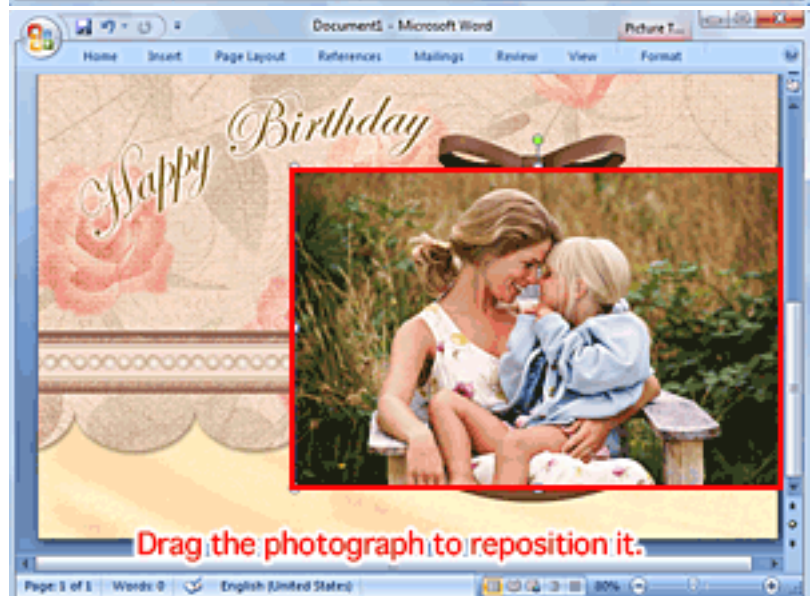 Document1 - Microsoft Word
Picture T...
Home Insert Page Layout References Mailings Review View Format
Happy Birthday
Drag the photograph to reposition it.
Page: 1 of 1 Words: 0 English (United States) 80%